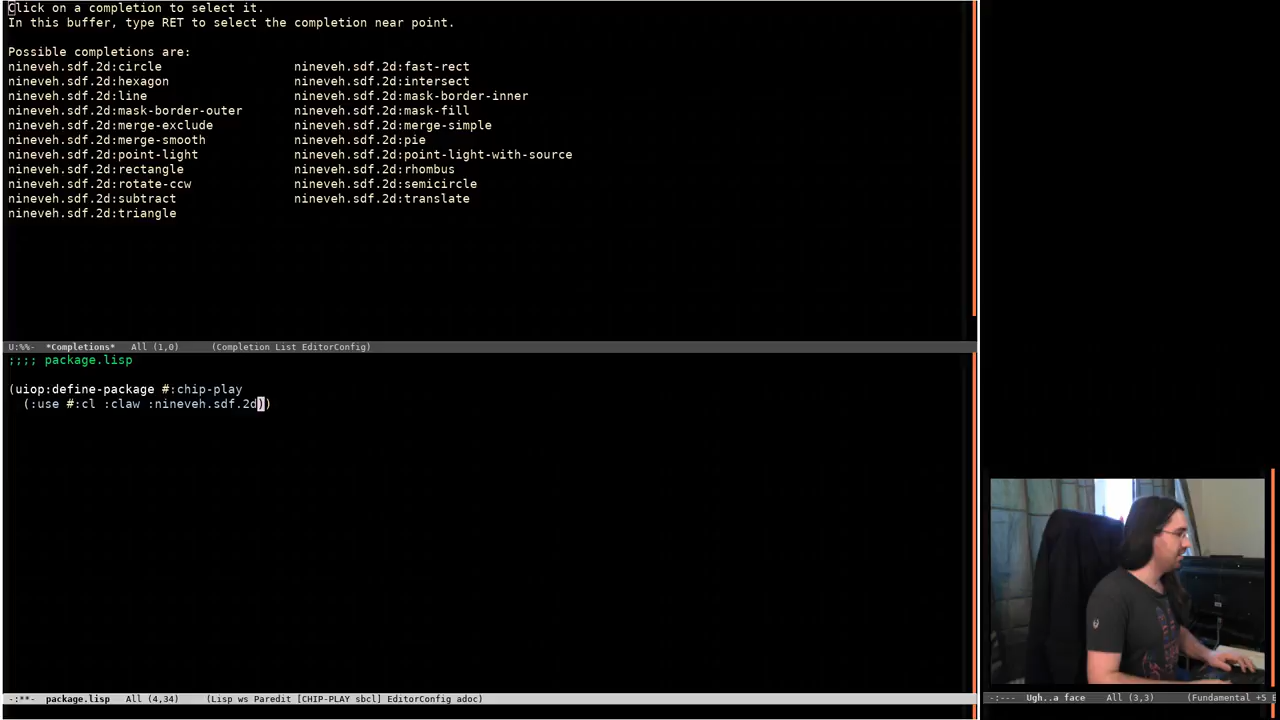 Click on a completion to select it.
In this buffer, type RET to select the completion near point.
Possible completions are:
nineveh.sdf.2d:circle nineveh.sdf.2d:fast-rect
nineveh.sdf.2d:hexagon nineveh.sdf.2d:intersect
nineveh.sdf.2d:line nineveh.sdf.2d:mask-border-inner
nineveh.sdf.2d:mask-border-outer nineveh.sdf.2d:mask-fill
nineveh.sdf.2d:merge-exclude nineveh.sdf.2d:merge-simple
nineveh.sdf.2d:merge-smooth nineveh.sdf.2d:pie
nineveh.sdf.2d:point-light nineveh.sdf.2d:point-light-with-source
nineveh.sdf.2d:rectangle nineveh.sdf.2d:rhombus
nineveh.sdf.2d:rotate-ccw nineveh.sdf.2d:semicircle
nineveh.sdf.2d:subtract nineveh.sdf.2d:translate
nineveh.sdf.2d:triangle
U:%%- *Completions* All (1,0) (Completion List EditorConfig)
;;;; package.lisp
(uiop:define-package #:chip-play
(:use #:cl :claw :nineveh.sdf.2d))
-:**- package.lisp All (4,34) (Lisp ws Paredit [CHIP-PLAY sbcl] EditorConfig adoc)
-:--- Ugh..a face All (3,3) (Fundamental +5 E